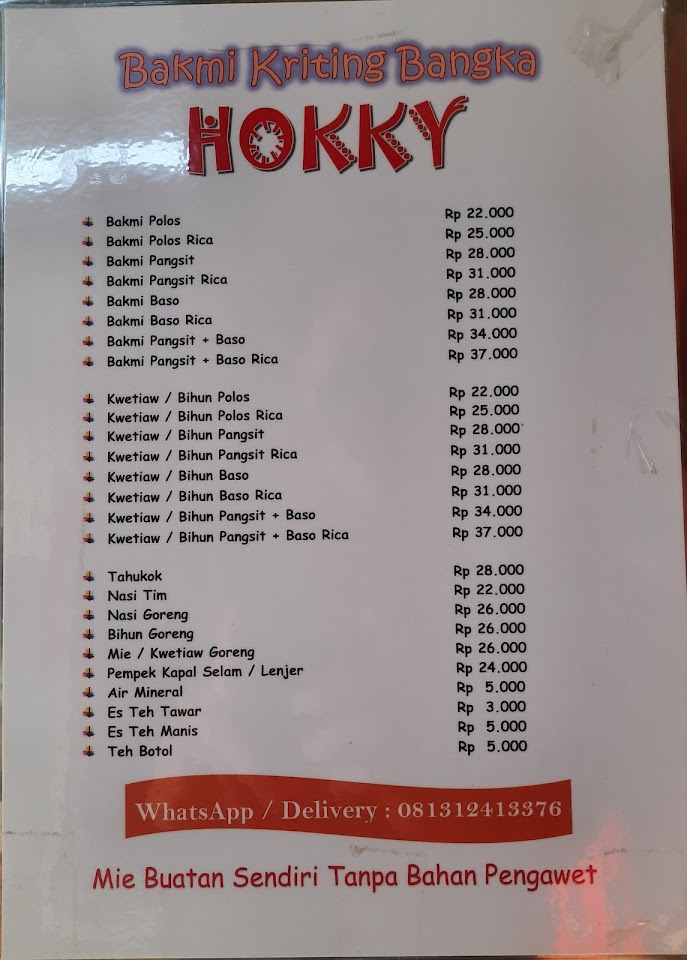 Bakmi Kriting Bangka
HOKKY
Bakmi Polos Rp 22.000
Bakmi Polos Rica Rp 25.000
Bakmi Pangsit Rp 28.000
Bakmi Pangsit Rica Rp 31.000
Bakmi Baso Rp 28.000
Bakmi Baso Rica Rp 31.000
Bakmi Pangsit + Baso Rp 34.000
Bakmi Pangsit + Baso Rica Rp 37.000
Kwetiaw / Bihun Polos Rp 22.000
Kwetiaw / Bihun Polos Rica Rp 25.000
Kwetiaw / Bihun Pangsit Rp 28.000
Kwetiaw / Bihun Pangsit Rica Rp 31.000
Kwetiaw / Bihun Baso Rp 28.000
Kwetiaw / Bihun Baso Rica Rp 31.000
Kwetiaw / Bihun Pangsit + Baso Rp 34.000
Kwetiaw / Bihun Pangsit + Baso Rica Rp 37.000
Tahukok Rp 28.000
Nasi Tim Rp 22.000
Nasi Goreng Rp 26.000
Bihun Goreng Rp 26.000
Mie / Kwetiaw Goreng Rp 26.000
Pempek Kapal Selam / Lenjer Rp 24.000
Air Mineral Rp 5.000
Es Teh Tawar Rp 3.000
Es Teh Manis Rp 5.000
Teh Botol Rp 5.000
WhatsApp / Delivery : 081312413376
Mie Buatan Sendiri Tanpa Bahan Pengawet